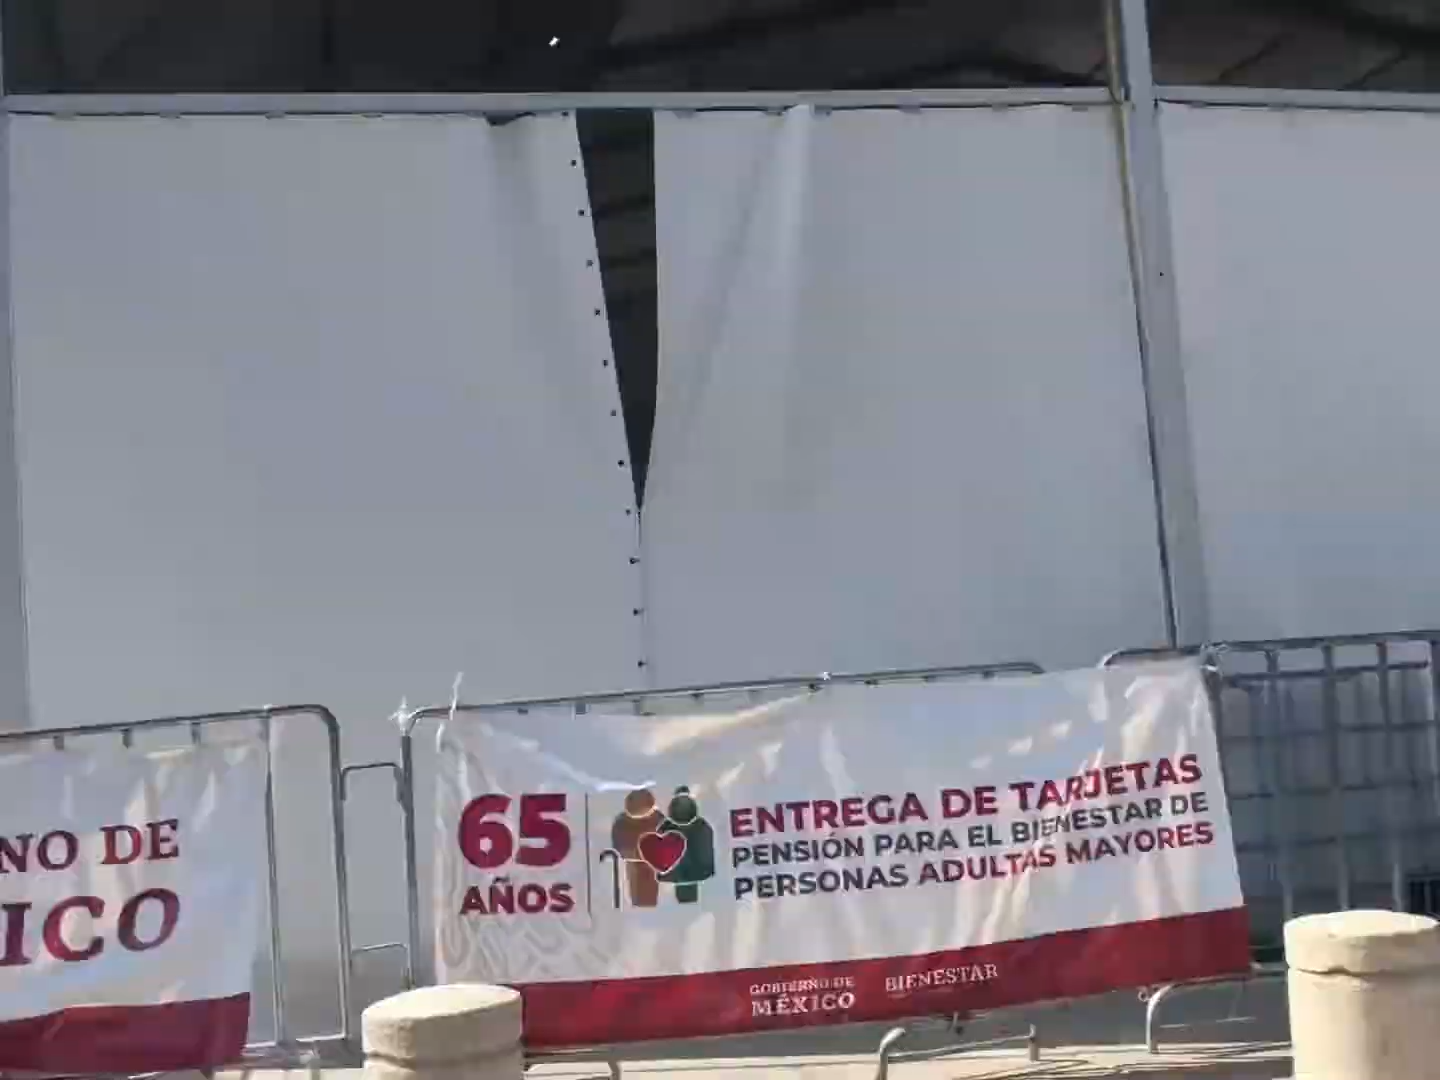 NO DE
ICO
65
AÑOS
ENTREGA DE TARJETAS
PENSIÓN PARA EL BIENESTAR DE
PERSONAS ADULTAS MAYORES
GOBIERNO DE
MÉXICO
BIENESTAR